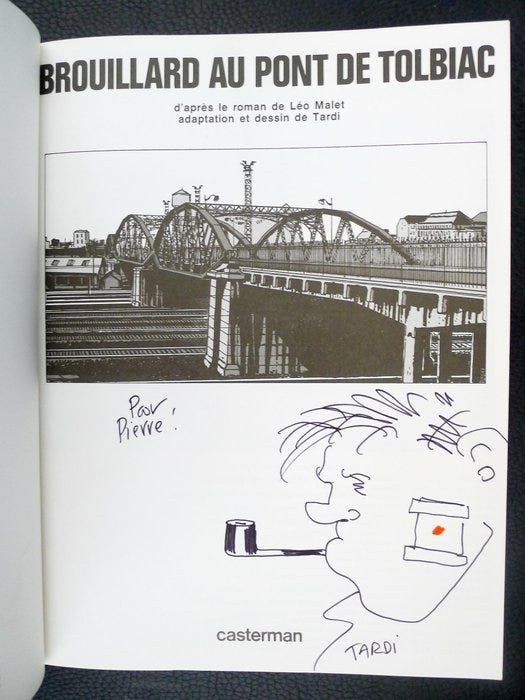 BROUILLARD AU PONT DE TOLBIAC
d'après le roman de Léo Malet
adaptation et dessin de Tardi
Pour
Pierre!
casterman
TARDI